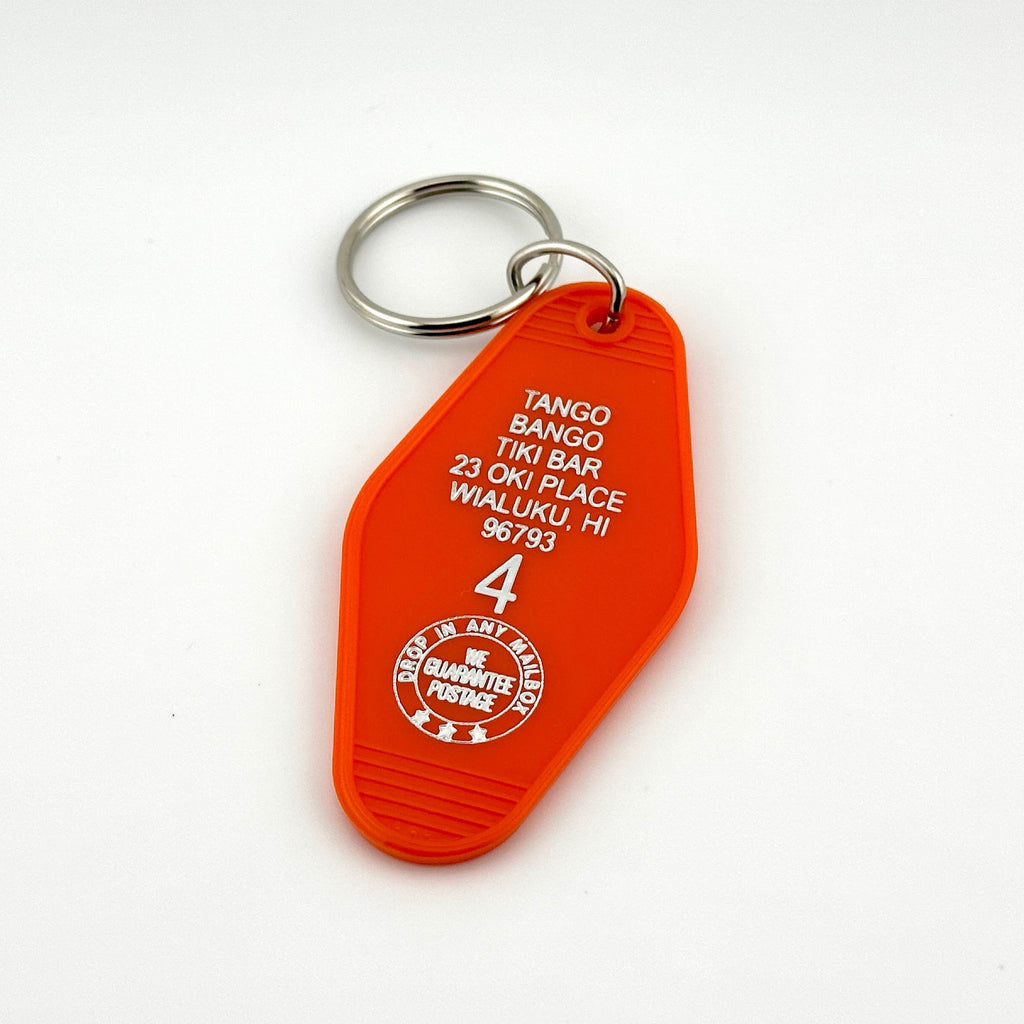 TANGO
BANGO
TIKI BAR
23 OKI PLACE
WIALUKU, HI
96793
4
DROP IN ANY MAILBOX
WE
GUARANTEE
POSTAGE